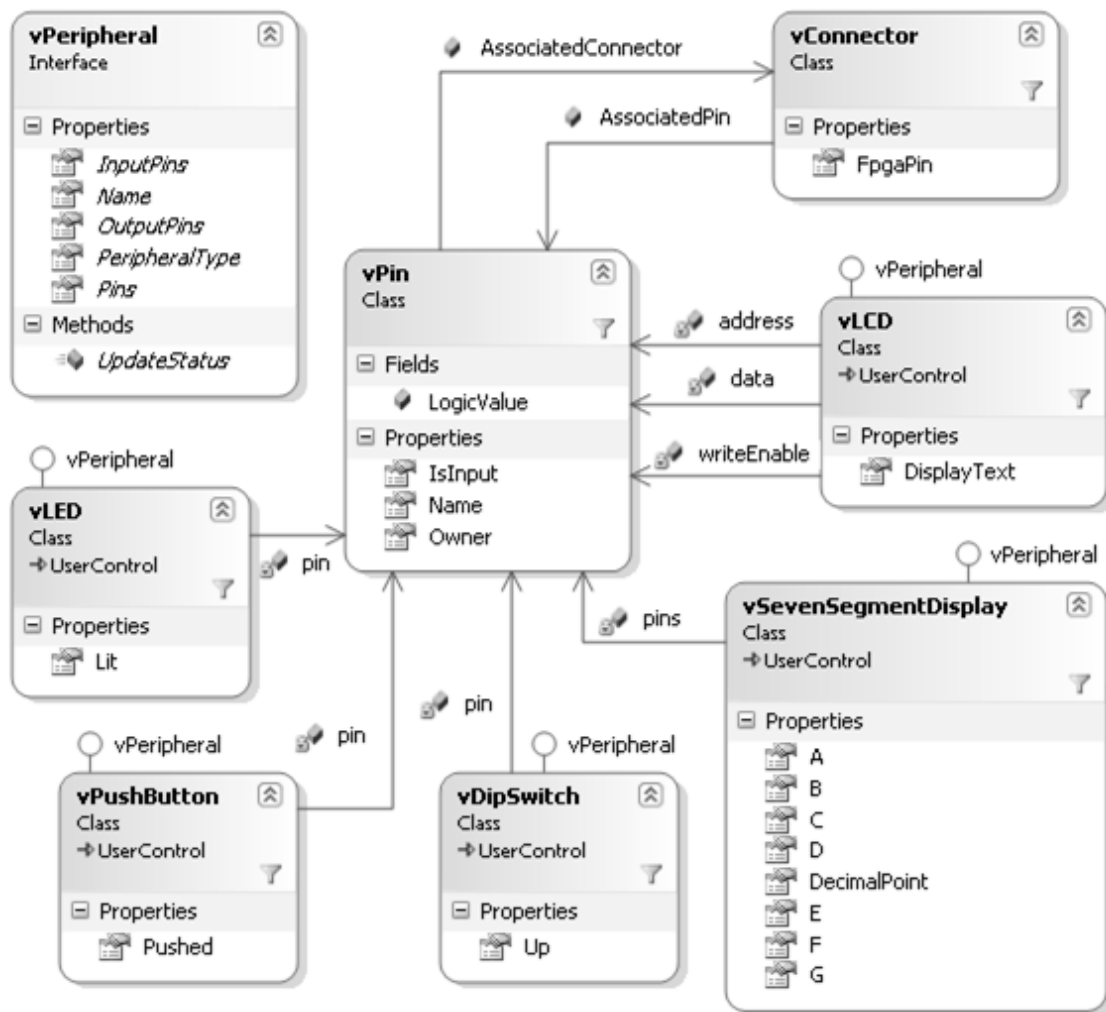 vPeripheral
Interface
Properties
InputPins
Name
OutputPins
PeripheralType
Pins
Methods
UpdateStatus
AssociatedConnector
AssociatedPin
vConnector
Class
Properties
FpgaPin
vPin
Class
Fields
LogicValue
Properties
IsInput
Name
Owner
address
data
writeEnable
vPeripheral
vLCD
Class
UserControl
Properties
DisplayText
vPeripheral
vLED
Class
UserControl
Properties
Lit
pin
vPeripheral
vPushButton
Class
UserControl
Properties
Pushed
pin
vPeripheral
vDipSwitch
Class
UserControl
Properties
Up
pin
pins
vPeripheral
vSevenSegmentDisplay
Class
UserControl
Properties
A
B
C
D
DecimalPoint
E
F
G